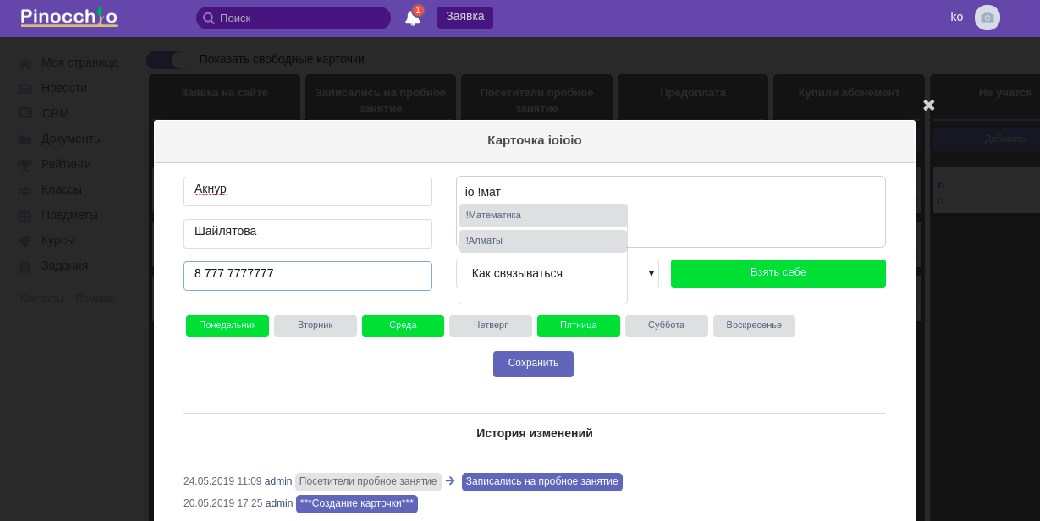 Pinocchio
Поиск
1
Заявка
ko
Моя страница
Новости
CRM
Документы
Рейтинги
Классы
Предметы
Курсы
Задания
Контакты Помощь
Показать свободные карточки
Заявка на сайте
Записались на пробное занятие
Посетители пробное занятие
Предоплата
Купили абонемент
Не учатся
Добавить
п
п
Карточка ioioio
Акнур
Шайлятова
8 777 7777777
io !мат
!Математика
!Алматы
Как связываться
Взять себе
Понедельник Вторник Среда Четверг Пятница Суббота Воскресенье
Сохранить
История изменений
24.05.2019 11:09 admin Посетители пробное занятие → Записались на пробное занятие
20.05.2019 17:25 admin ***Создание карточки***